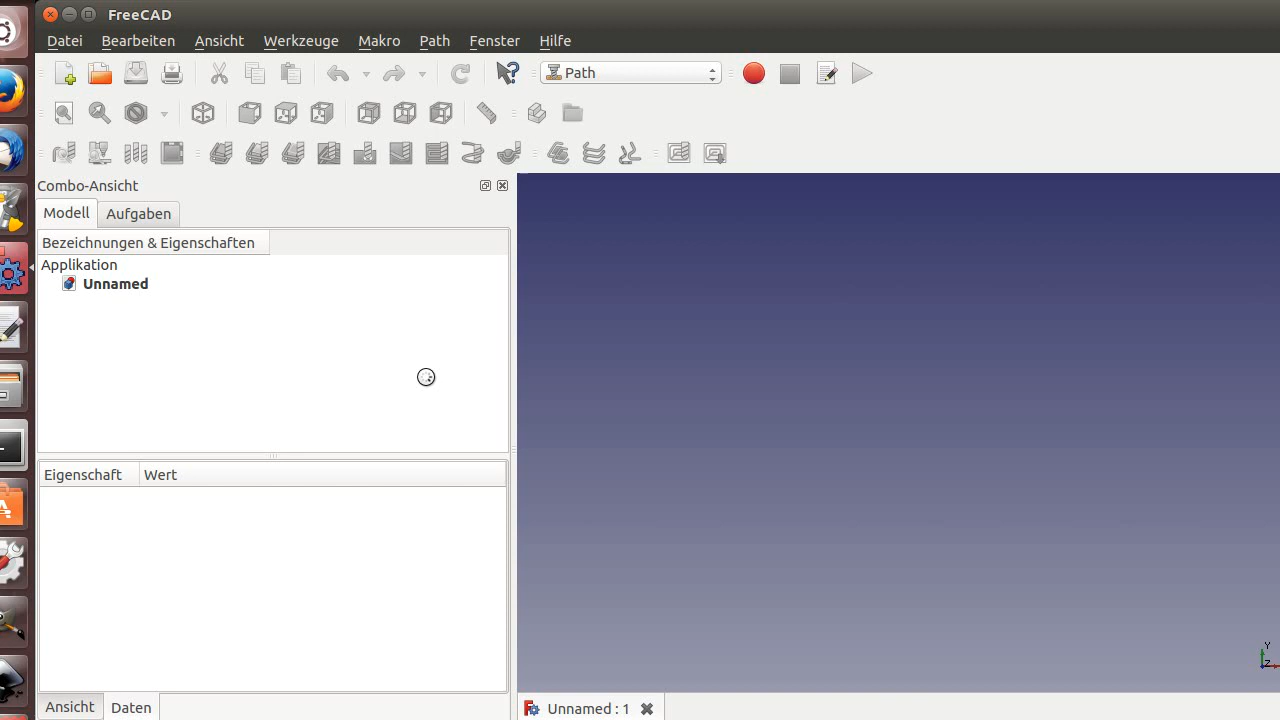 FreeCAD
Datei Bearbeiten Ansicht Werkzeuge Makro Path Fenster Hilfe
Path
Combo-Ansicht
Modell Aufgaben
Bezeichnungen & Eigenschaften
Applikation
Unnamed
Eigenschaft Wert
Ansicht Daten
Unnamed : 1
Y
Z